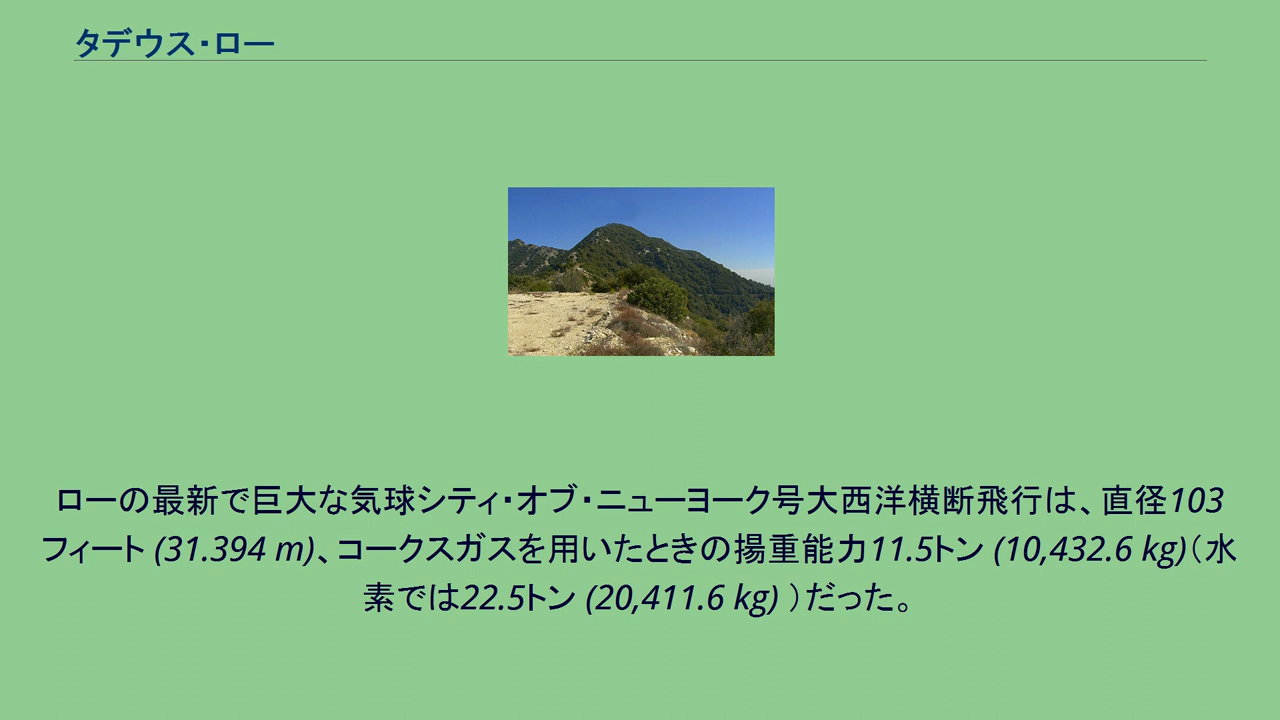 タデウス・ロー
ローの最新で巨大な気球シティ・オブ・ニューヨーク号大西洋横断飛行は、直径103
フィート (31.394 m)、コークスガスを用いたときの揚重能力11.5トン (10,432.6 kg)（水
素では22.5トン (20,411.6 kg) ）だった。